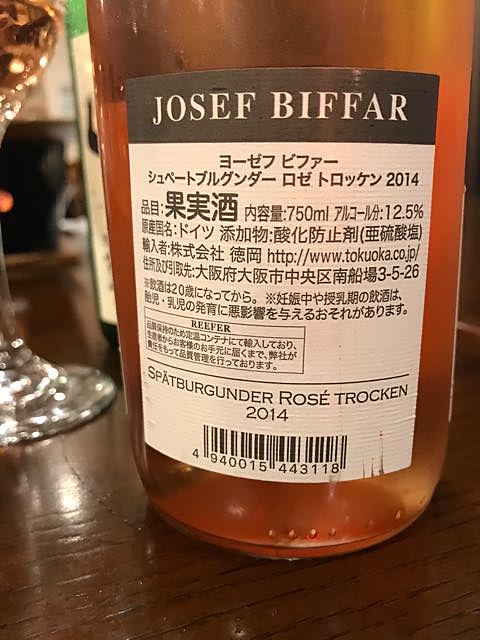 JOSEF BIFFAR
ヨーゼフ ビファー
シュペートブルグンダー ロゼ トロッケン 2014
品目:果実酒 内容量:750ml アルコール分:12.5%
原産国名:ドイツ 添加物:酸化防止剤(亜硫酸塩)
輸入者:株式会社 徳岡 http://www.tokuoka.co.jp/
住所及び引取先:大阪府大阪市中央区南船場3-5-26
※飲酒は20歳になってから。 ※妊娠中や授乳期の飲酒は、
胎児・乳児の発育に悪影響を与えるおそれがあります。
REEFER
品質保持のため定温コンテナにて輸入しており、
生産者からお客様のお手元に届くまで、弊社が
責任をもって品質管理を行っております。
SPÄTBURGUNDER ROSÉ TROCKEN
2014
4 940015 443118